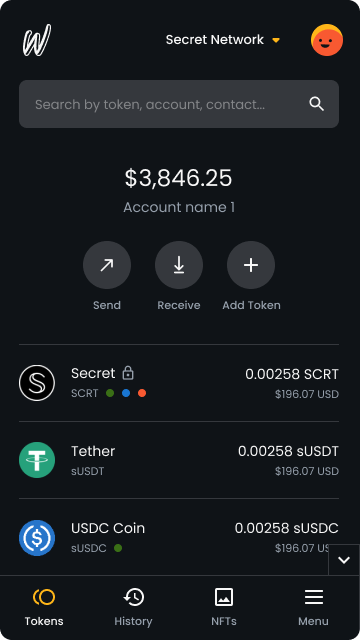 W
Secret Network
Search by token, account, contact...
$3,846.25
Account name 1
Send Receive Add Token
Secret 0.00258 SCRT
SCRT $196.07 USD
Tether 0.00258 sUSDT
sUSDT $196.07 USD
USDC Coin 0.00258 sUSDC
sUSDC $196.07 US
Tokens History NFTs Menu